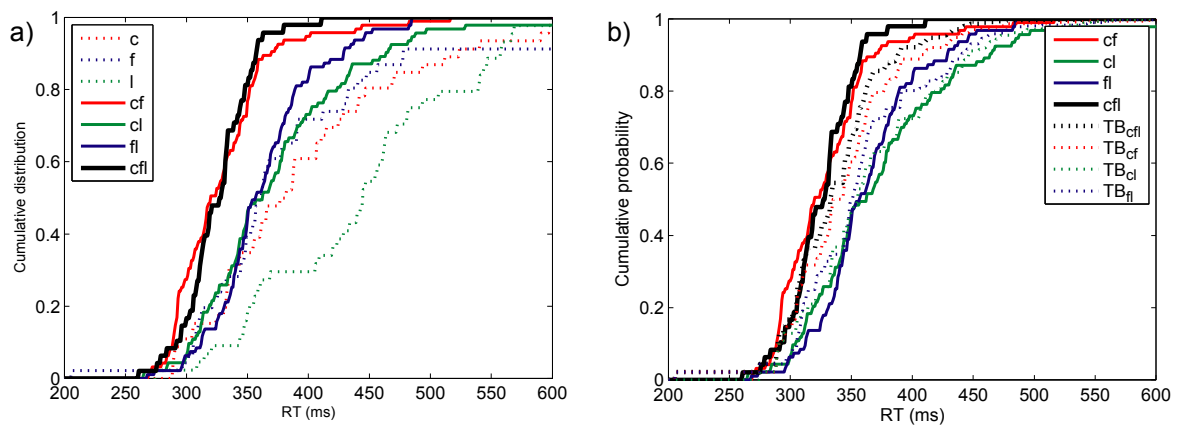 a)
Cumulative distribution
1
0.8
0.6
0.4
0.2
0
200 250 300 350 400 450 500 550 600
RT (ms)
c
f
l
cf
cl
fl
cfl
b)
Cumulative probability
1
0.8
0.6
0.4
0.2
0
200 250 300 350 400 450 500 550 600
RT (ms)
cf
cl
fl
cfl
TBcfl
TBcf
TBcl
TBfl